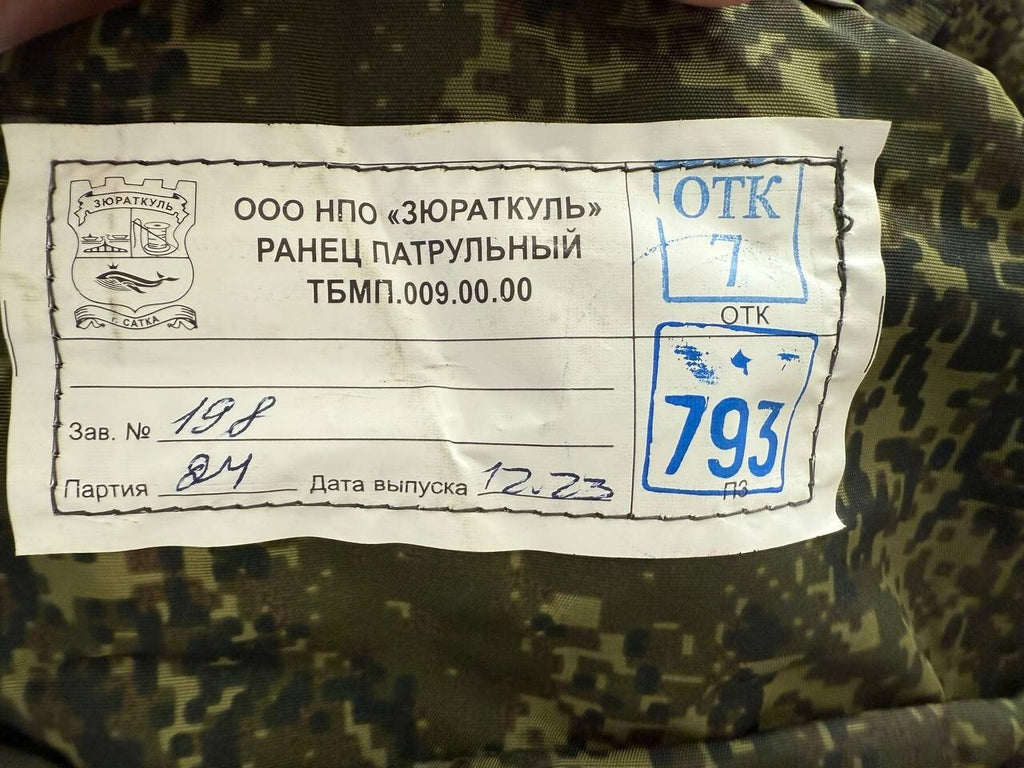 ЗЮРАТКУЛЬ
г. САТКА
ООО НПО «ЗЮРАТКУЛЬ»
РАНЕЦ ПАТРУЛЬНЫЙ
ТБМП.009.00.00
ОТК
7
ОТК
793
ПЗ
Зав. № 198
Партия 84 Дата выпуска 12.23